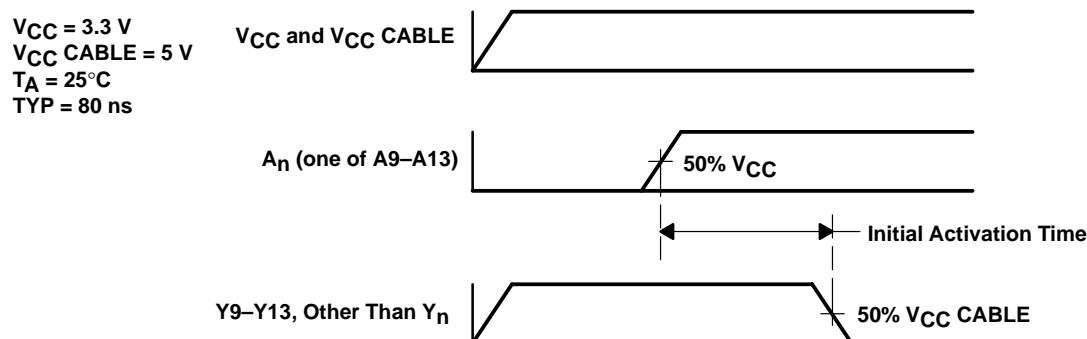 VCC = 3.3 V
VCC CABLE = 5 V
TA = 25°C
TYP = 80 ns
VCC and VCC CABLE
An (one of A9–A13)
50% VCC
Initial Activation Time
Y9–Y13, Other Than Yn
50% VCC CABLE